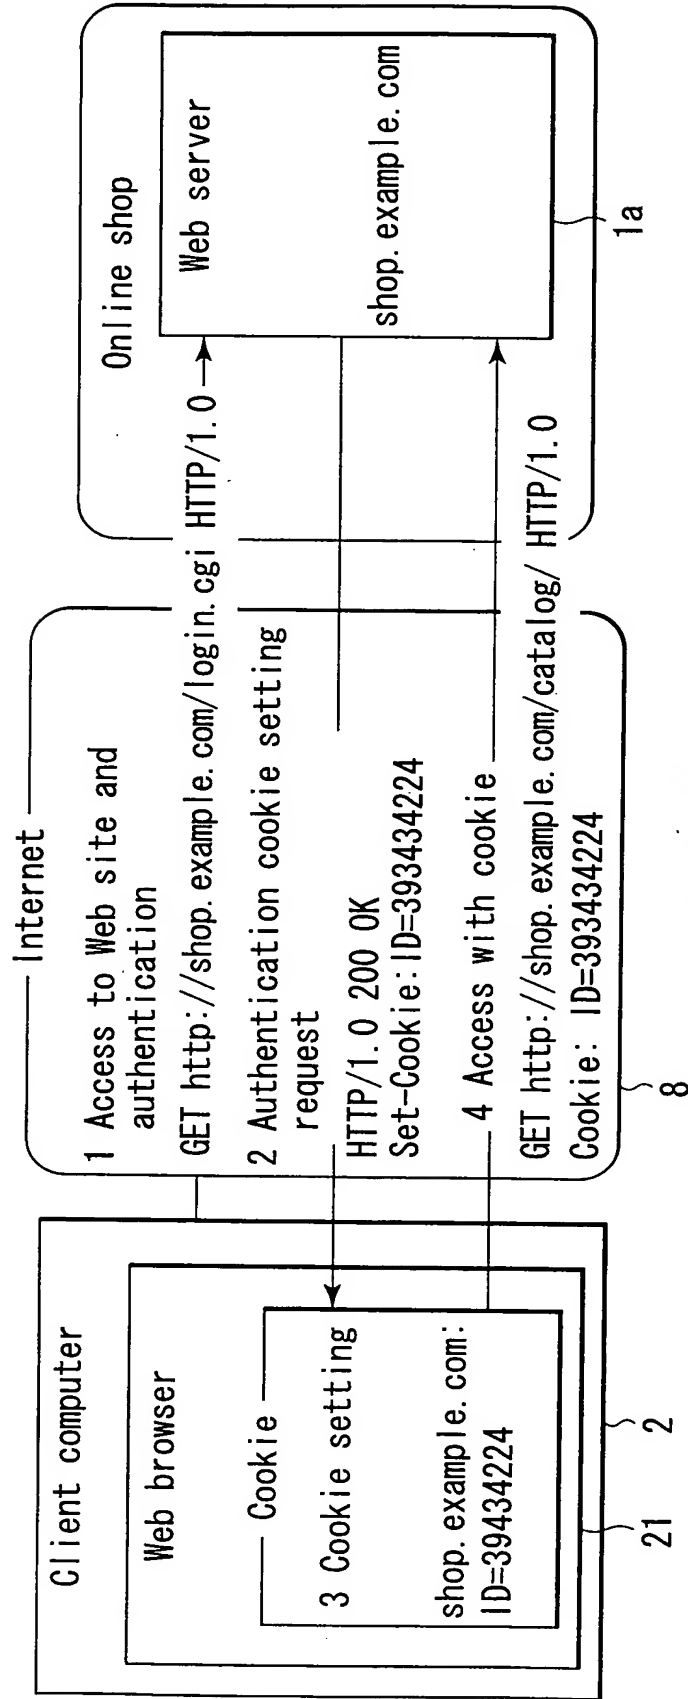 Client computer
Web browser
Cookie
3 Cookie setting
shop.example.com:
ID=39434224
21
2
Internet
1 Access to Web site and
authentication
GET http://shop.example.com/login.cgi HTTP/1.0
2 Authentication cookie setting
request
HTTP/1.0 200 OK
Set-Cookie:ID=393434224
4 Access with cookie
GET http://shop.example.com/catalog/ HTTP/1.0
Cookie: ID=393434224
8
Online shop
Web server
shop.example.com
1a